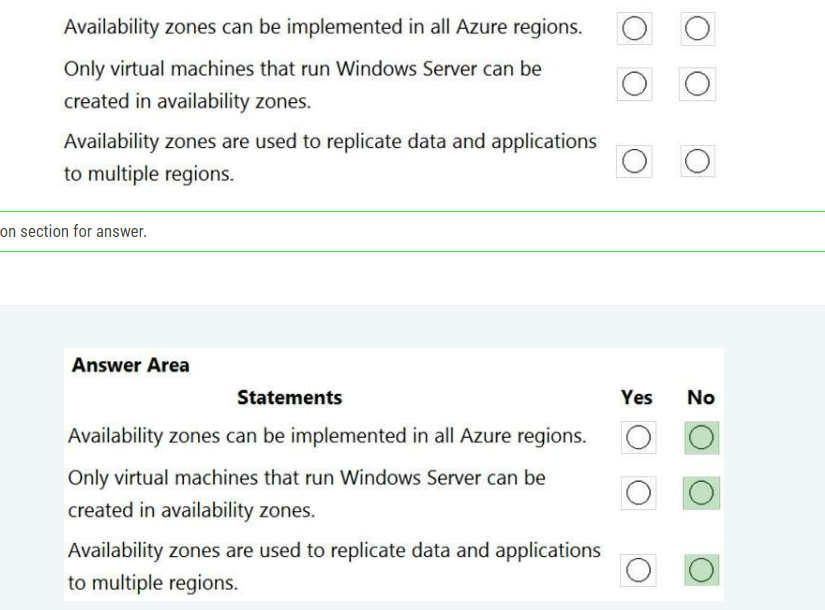 Availability zones can be implemented in all Azure regions.
Only virtual machines that run Windows Server can be
created in availability zones.
Availability zones are used to replicate data and applications
to multiple regions.
on section for answer.
Answer Area
Statements Yes No
Availability zones can be implemented in all Azure regions.
Only virtual machines that run Windows Server can be
created in availability zones.
Availability zones are used to replicate data and applications
to multiple regions.